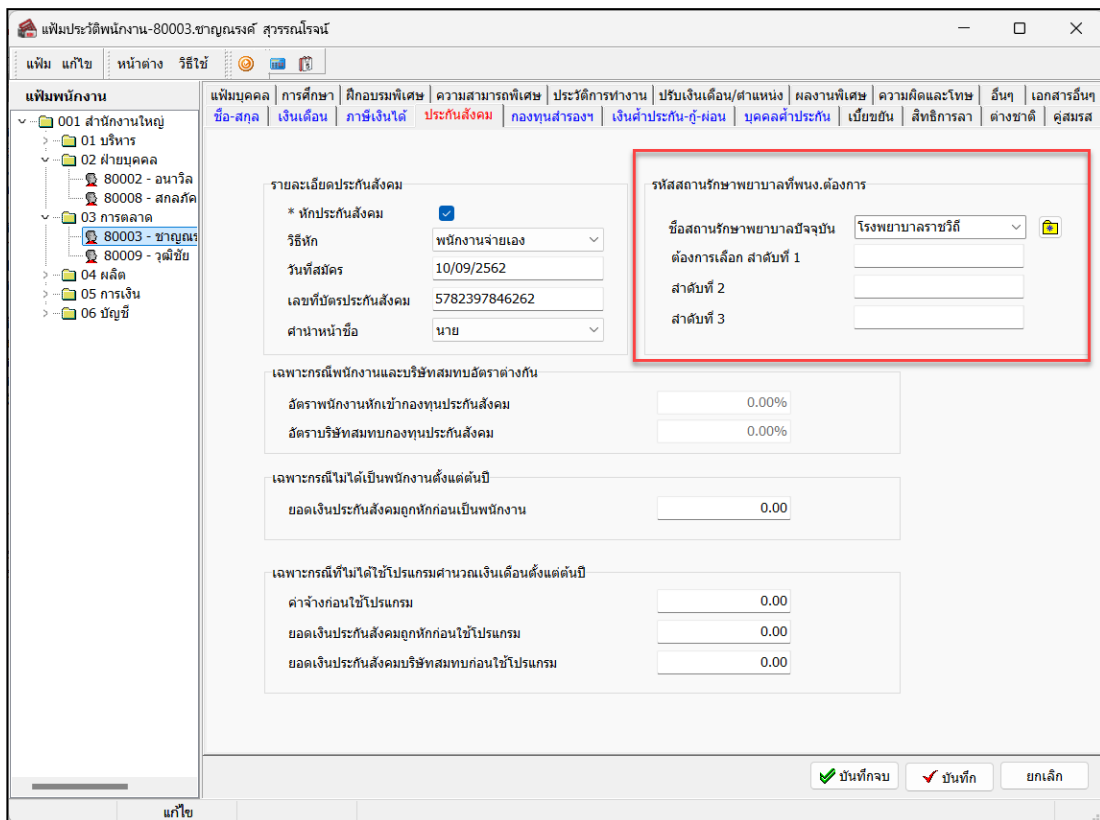 แฟ้มประวัติพนักงาน-80003.ชาญณรงค์ สุวรรณโรจน์
แฟ้ม แก้ไข หน้าต่าง วิธีใช้
แฟ้มพนักงาน
001 สำนักงานใหญ่
01 บริหาร
02 ฝ่ายบุคคล
80002 - อนาวิล
80008 - สกลภัค
03 การตลาด
80003 - ชาญณร
80009 - วุฒิชัย
04 ผลิต
05 การเงิน
06 บัญชี
แฟ้มบุคคล การศึกษา ฝึกอบรมพิเศษ ความสามารถพิเศษ ประวัติการทำงาน ปรับเงินเดือน/ตำแหน่ง ผลงานพิเศษ ความผิดและโทษ อื่นๆ เอกสารอื่นๆ
ชื่อ-สกุล เงินเดือน ภาษีเงินได้ ประกันสังคม กองทุนสำรองฯ เงินค้ำประกัน-กู้-ผ่อน บุคคลค้ำประกัน เบี้ยขยัน สิทธิการลา ต่างชาติ คู่สมรส
รายละเอียดประกันสังคม
* หักประกันสังคม
วิธีหัก พนักงานจ่ายเอง
วันที่สมัคร 10/09/2562
เลขที่บัตรประกันสังคม 5782397846262
คำนำหน้าชื่อ นาย
รหัสสถานรักษาพยาบาลที่พนง.ต้องการ
ชื่อสถานรักษาพยาบาลปัจจุบัน โรงพยาบาลราชวิถี
ต้องการเลือก ลำดับที่ 1
ลำดับที่ 2
ลำดับที่ 3
เฉพาะกรณีพนักงานและบริษัทสมทบอัตราต่างกัน
อัตราพนักงานหักเข้ากองทุนประกันสังคม 0.00%
อัตราบริษัทสมทบกองทุนประกันสังคม 0.00%
เฉพาะกรณีไม่ได้เป็นพนักงานตั้งแต่ต้นปี
ยอดเงินประกันสังคมถูกหักก่อนเป็นพนักงาน 0.00
เฉพาะกรณีที่ไม่ได้ใช้โปรแกรมคำนวณเงินเดือนตั้งแต่ต้นปี
ค่าจ้างก่อนใช้โปรแกรม 0.00
ยอดเงินประกันสังคมถูกหักก่อนใช้โปรแกรม 0.00
ยอดเงินประกันสังคมบริษัทสมทบก่อนใช้โปรแกรม 0.00
บันทึกจบ บันทึก ยกเลิก
แก้ไข